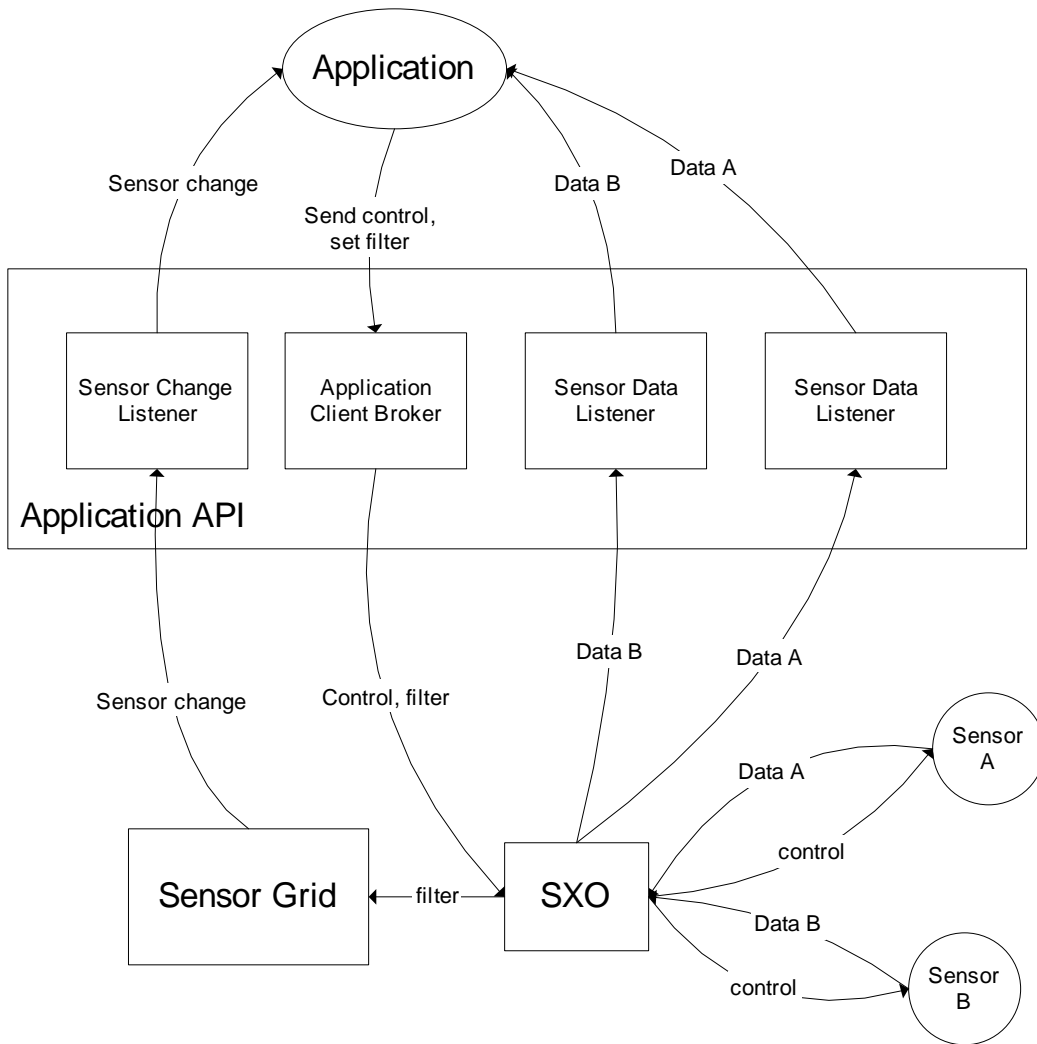 Application
Sensor change
Send control,
set filter
Data B
Data A
Sensor Change
Listener
Application
Client Broker
Sensor Data
Listener
Sensor Data
Listener
Application API
Sensor change
Control, filter
Data B
Data A
Sensor
A
Data A
control
Sensor Grid
filter
SXO
Data B
control
Sensor
B